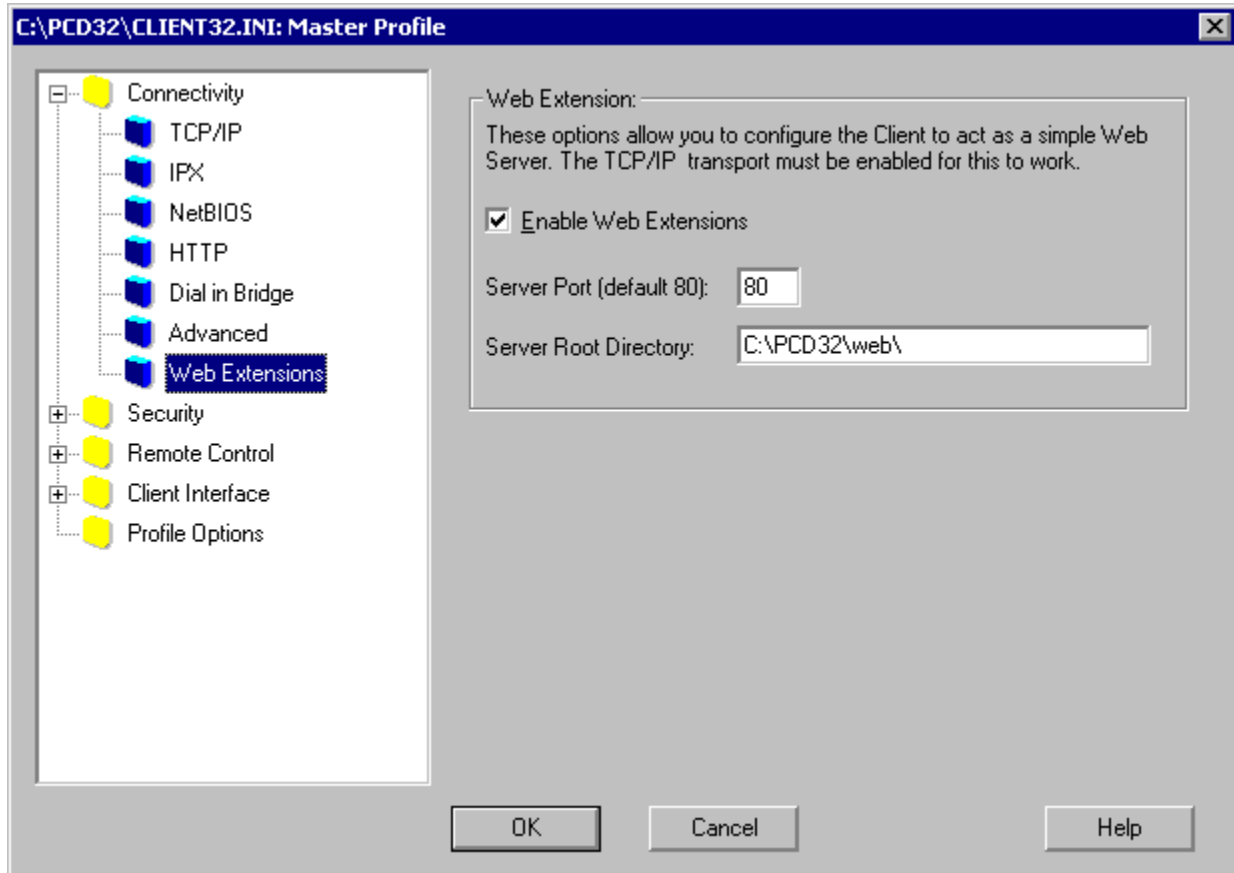 C:\PCD32\CLIENT32.INI: Master Profile
Connectivity
TCP/IP
IPX
NetBIOS
HTTP
Dial in Bridge
Advanced
Web Extensions
Security
Remote Control
Client Interface
Profile Options
Web Extension:
These options allow you to configure the Client to act as a simple Web
Server. The TCP/IP transport must be enabled for this to work.
Enable Web Extensions
Server Port (default 80): 80
Server Root Directory: C:\PCD32\web\
OK Cancel Help